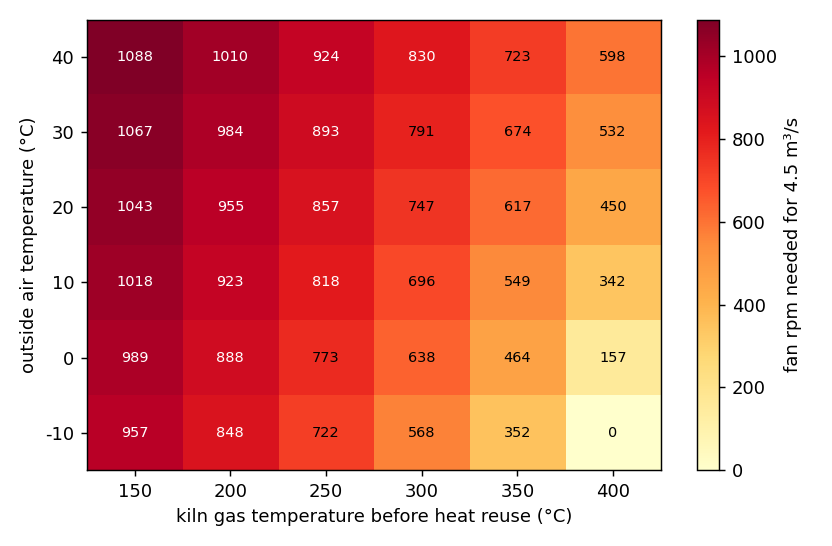 40 1088 1010 924 830 723 598
30 1067 984 893 791 674 532
20 1043 955 857 747 617 450
10 1018 923 818 696 549 342
0 989 888 773 638 464 157
-10 957 848 722 568 352 0
150 200 250 300 350 400
kiln gas temperature before heat reuse (°C)
outside air temperature (°C)
1000
800
600
400
200
0
fan rpm needed for 4.5 m³/s